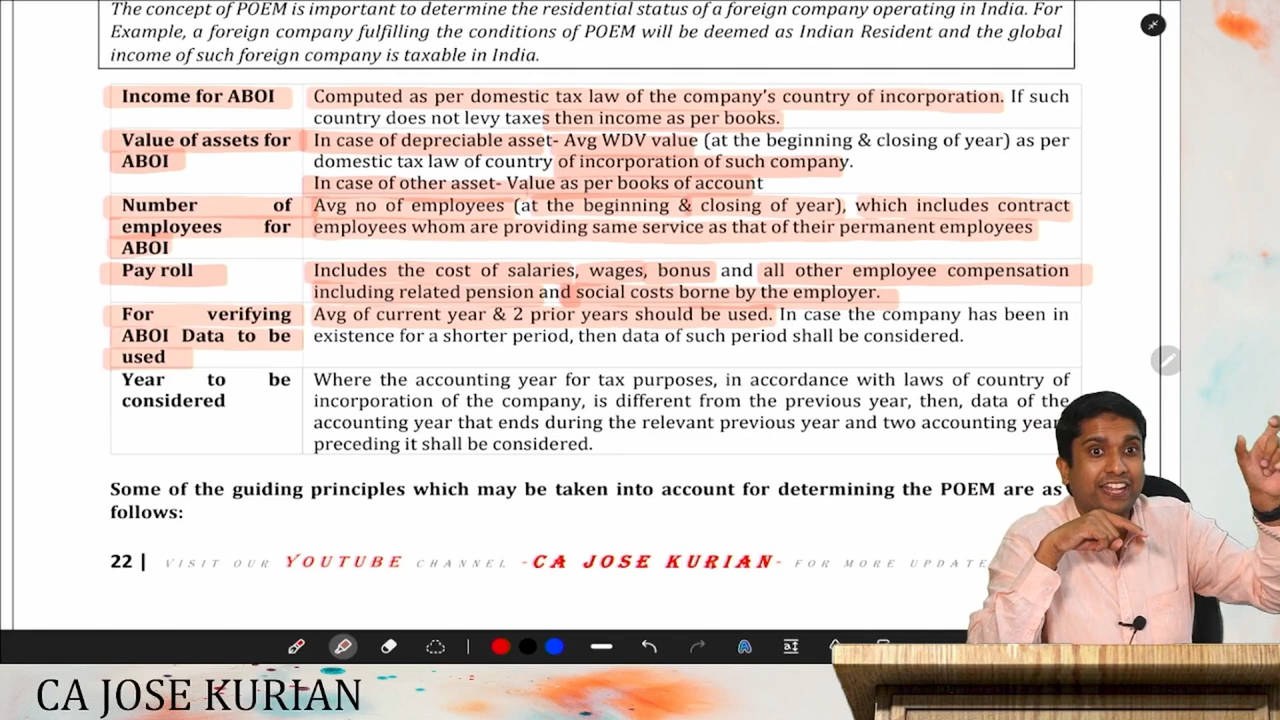 The concept of POEM is important to determine the residential status of a foreign company operating in India. For
Example, a foreign company fulfilling the conditions of POEM will be deemed as Indian Resident and the global
income of such foreign company is taxable in India.
Income for ABOI
Computed as per domestic tax law of the company's country of incorporation. If such
country does not levy taxes then income as per books.
Value of assets for
ABOI
In case of depreciable asset- Avg WDV value (at the beginning & closing of year) as per
domestic tax law of country of incorporation of such company.
In case of other asset- Value as per books of account
Number of
employees for
ABOI
Avg no of employees (at the beginning & closing of year), which includes contract
employees whom are providing same service as that of their permanent employees
Pay roll
Includes the cost of salaries, wages, bonus and all other employee compensation
including related pension and social costs borne by the employer.
For verifying
ABOI Data to be
used
Avg of current year & 2 prior years should be used. In case the company has been in
existence for a shorter period, then data of such period shall be considered.
Year to be
considered
Where the accounting year for tax purposes, in accordance with laws of country of
incorporation of the company, is different from the previous year, then, data of the
accounting year that ends during the relevant previous year and two accounting year
preceding it shall be considered.
Some of the guiding principles which may be taken into account for determining the POEM are as
follows:
22 | VISIT OUR YOUTUBE CHANNEL -CA JOSE KURIAN- FOR MORE UPDATE
CA JOSE KURIAN